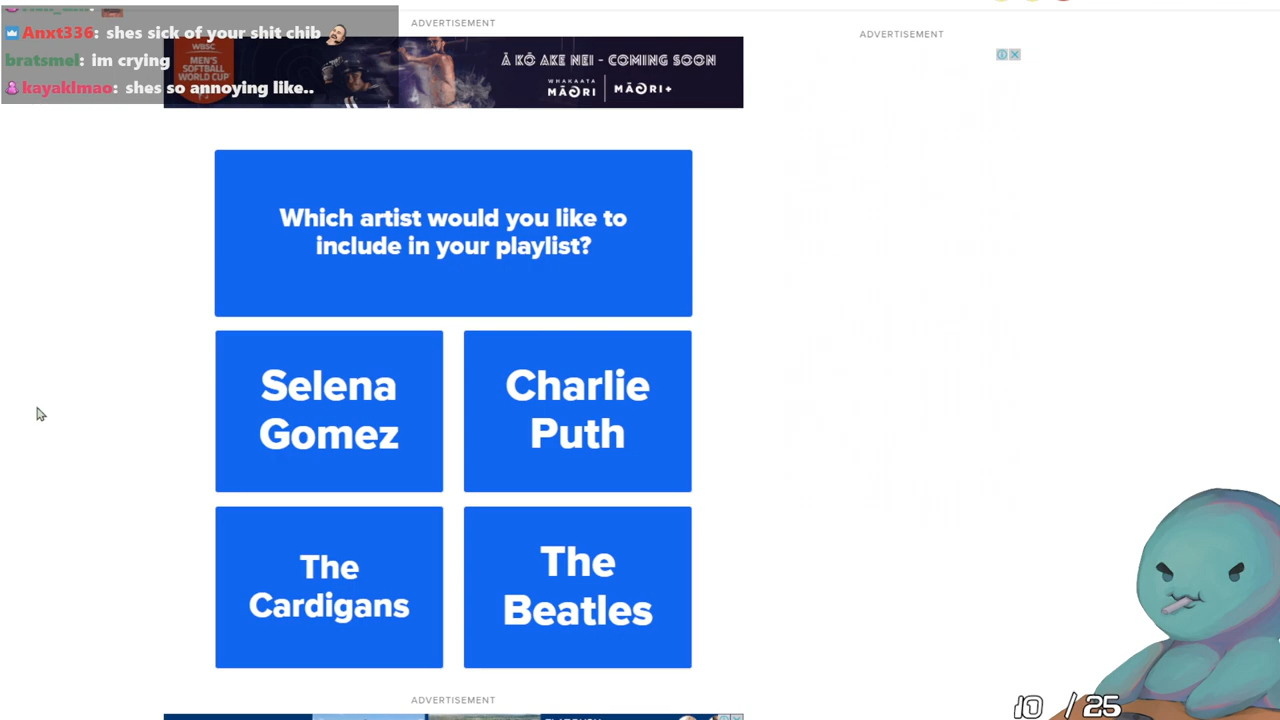 Anxt336: shes sick of your shit chib
bratsmel: im crying
kayaklmao: shes so annoying like..
ADVERTISEMENT
ADVERTISEMENT
WBSC
MEN'S
SOFTBALL
WORLD CUP
Ā KŌ AKE NEI - COMING SOON
WHAKAATA
MĀORI
MĀORI+
Which artist would you like to
include in your playlist?
Selena
Gomez
Charlie
Puth
The
Cardigans
The
Beatles
ADVERTISEMENT
10 / 25